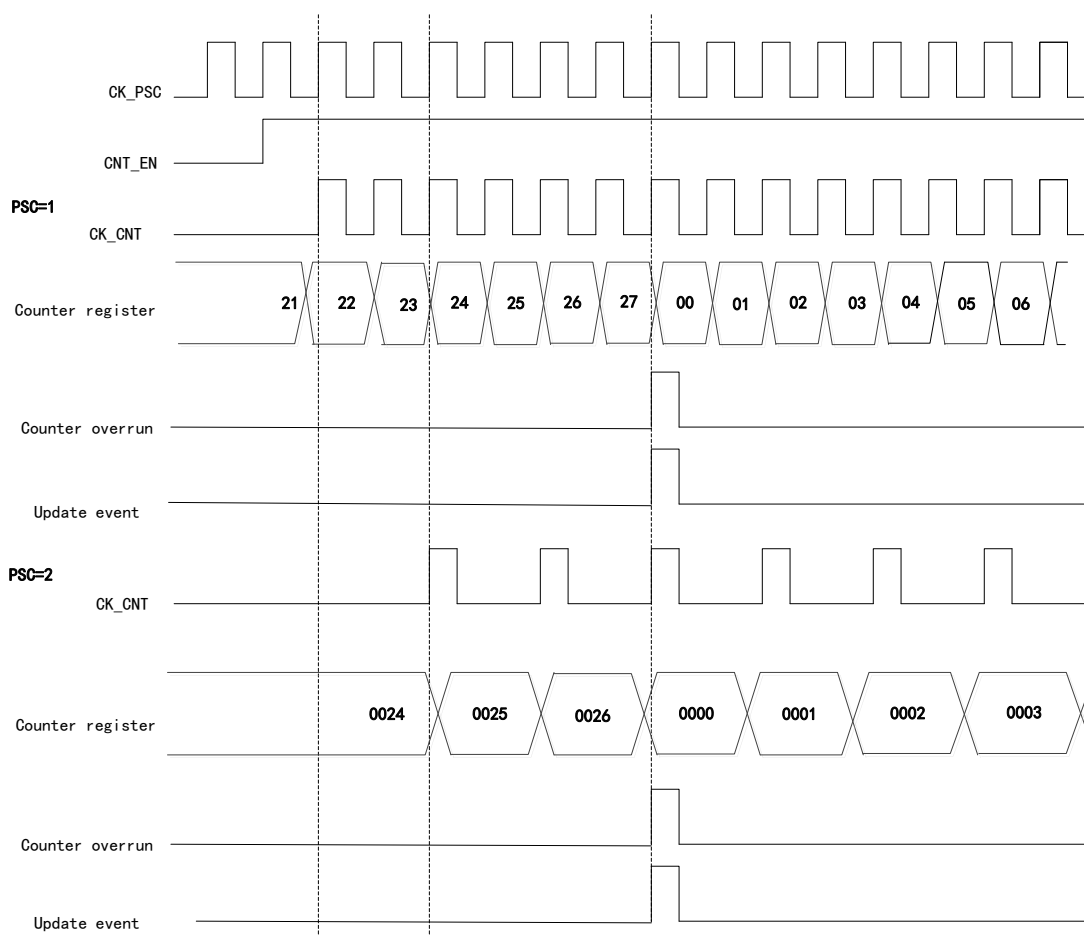 CK_PSC
CNT_EN
PSC=1
CK_CNT
Counter register
21 22 23 24 25 26 27 00 01 02 03 04 05 06
Counter overrun
Update event
PSC=2
CK_CNT
Counter register
0024 0025 0026 0000 0001 0002 0003
Counter overrun
Update event